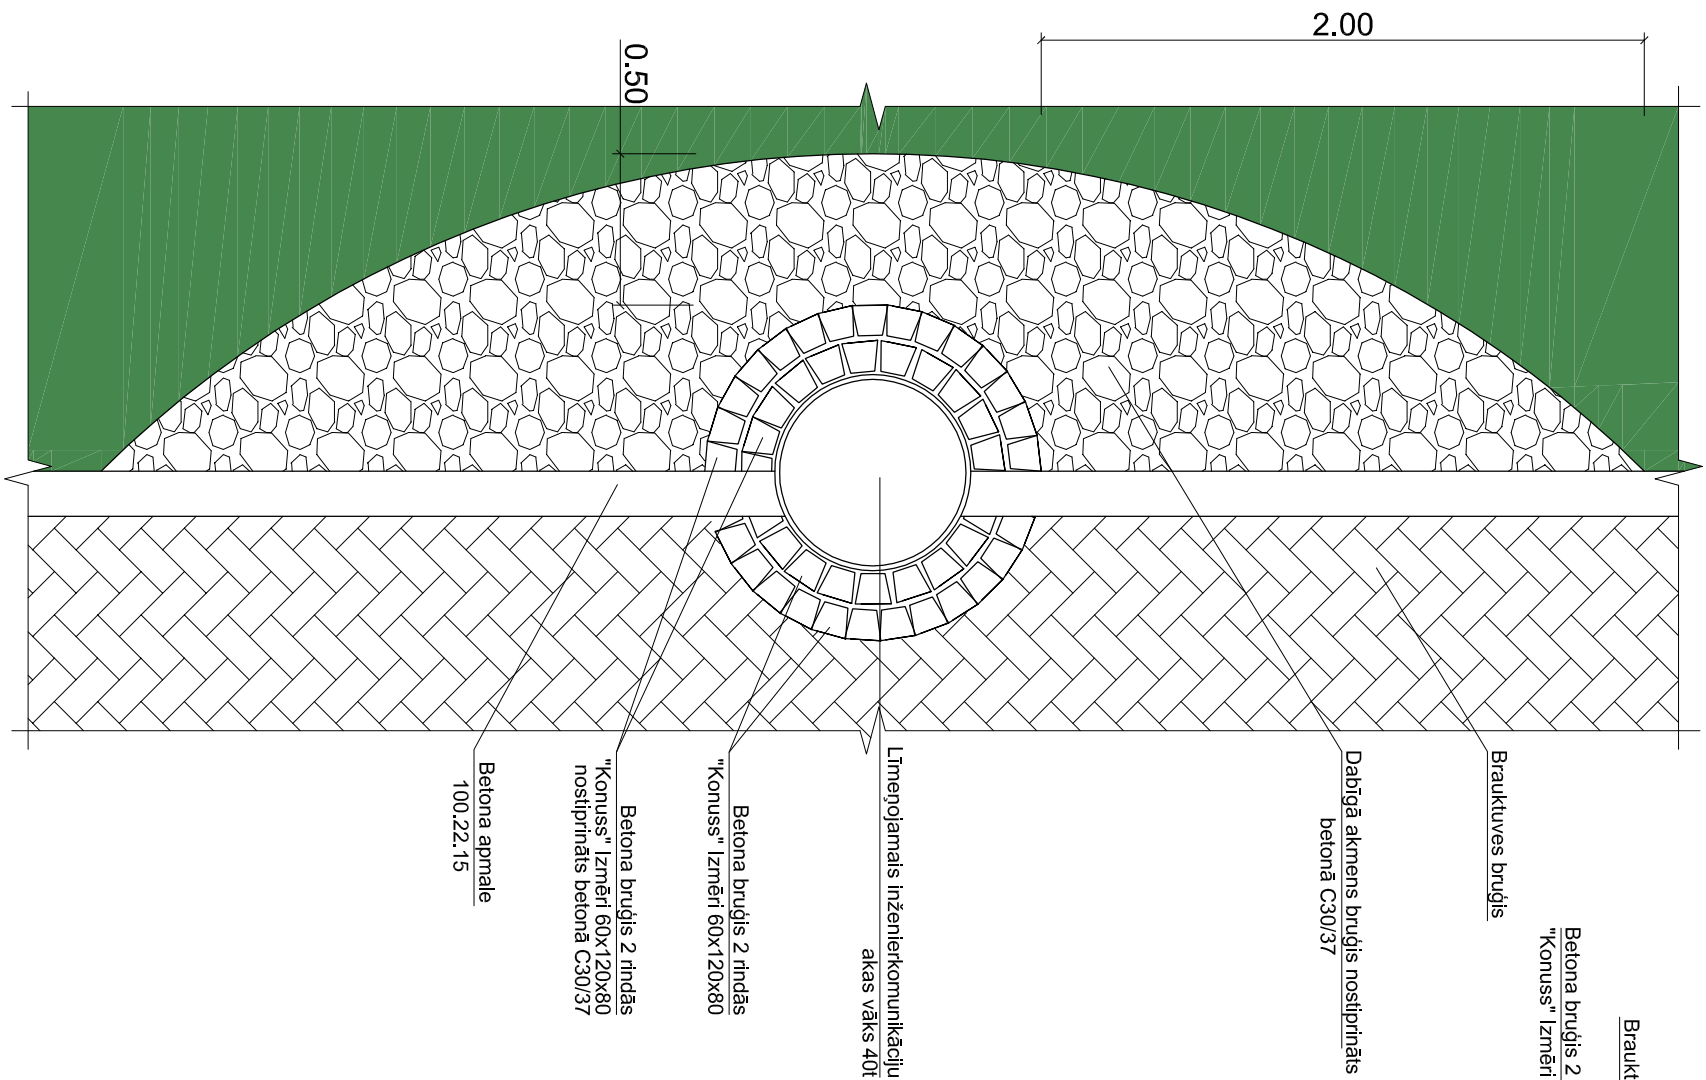 2.00
0.50
Betona apmale
100.22.15
Betona bruģis 2 rindās
"Konuss" Izmēri 60x120x80
nostiprināts betonā C30/37
Betona bruģis 2 rindās
"Konuss" Izmēri 60x120x80
Līmeņojamais inženierkomunikāciju
akas vāks 40t
Dabīgā akmens bruģis nostiprināts
betonā C30/37
Brauktuves bruģis
Betona bruģis 2
"Konuss" Izmēri
Braukt